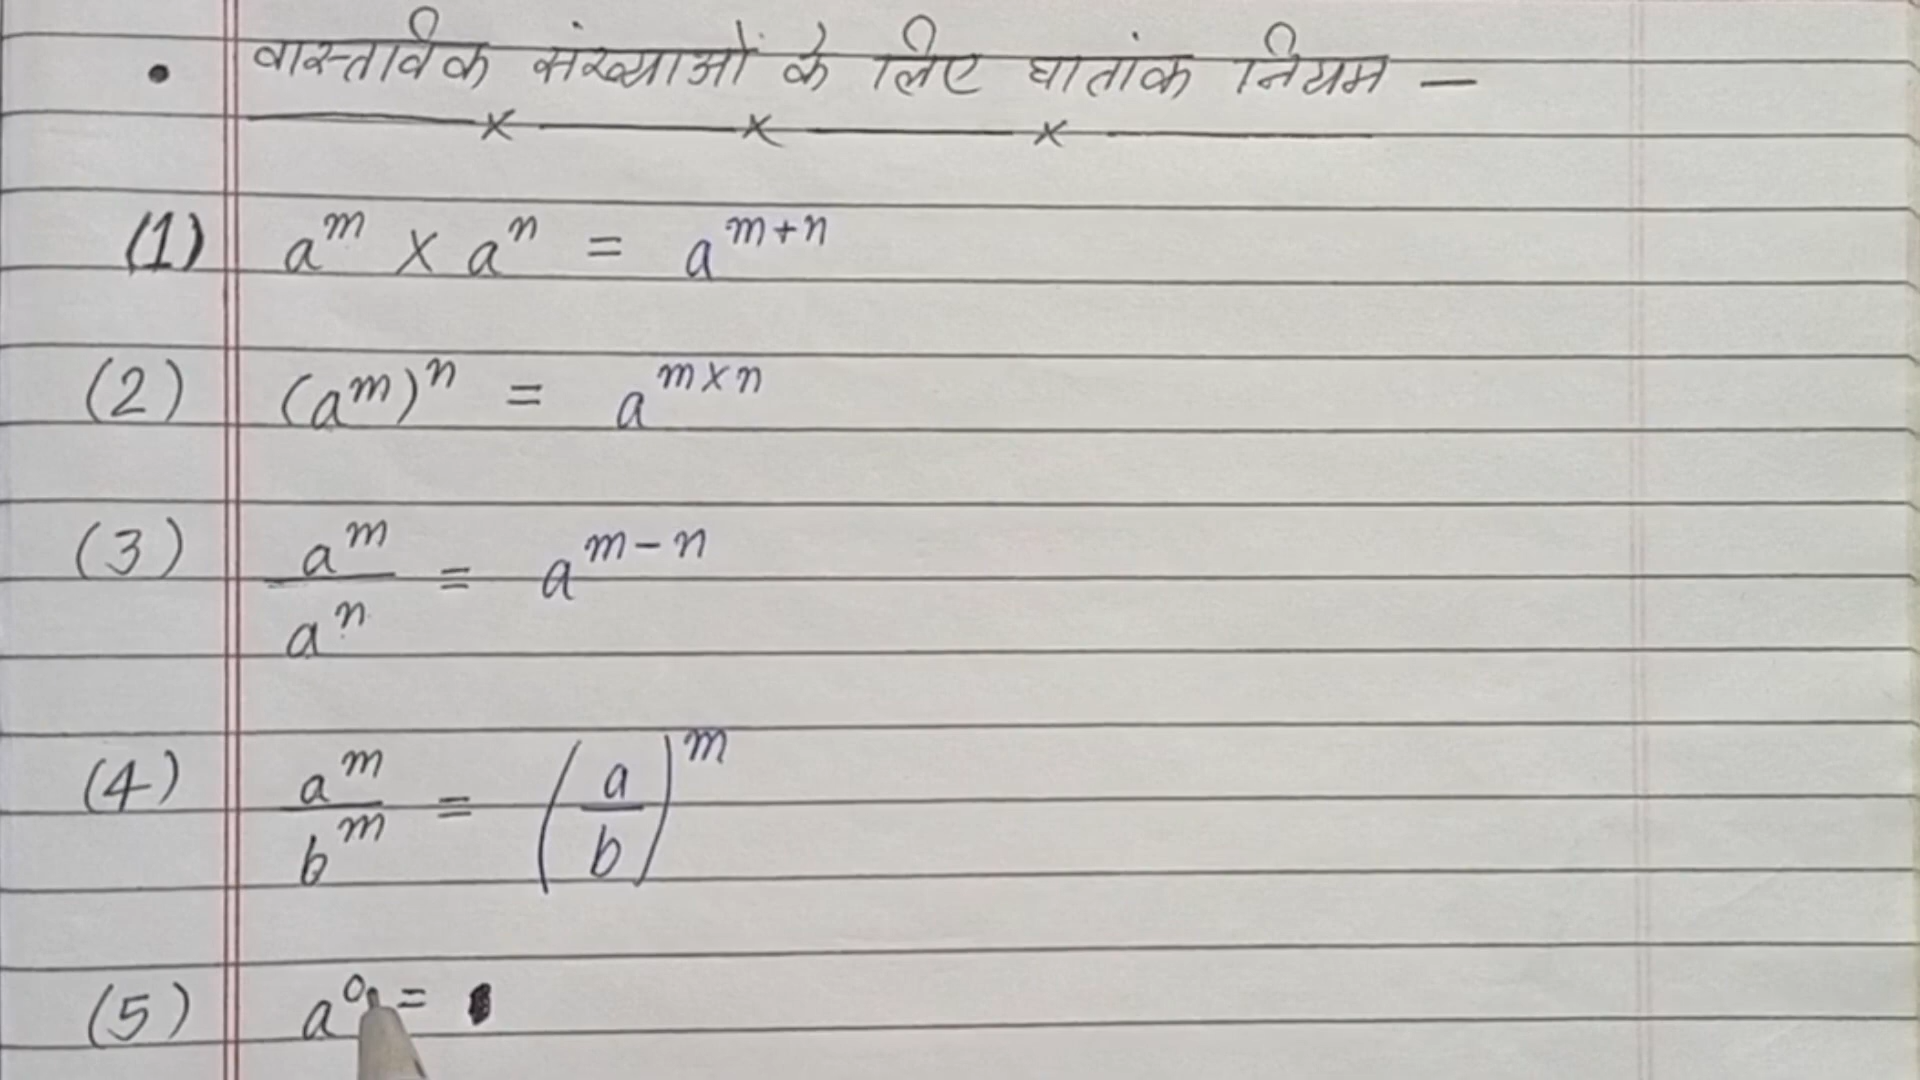 • वास्तविक संख्याओं के लिए घातांक नियम –
(1) a^m × a^n = a^{m+n}
(2) (a^m)^n = a^{m×n}
(3) a^m / a^n = a^{m-n}
(4) a^m / b^m = (a/b)^m
(5) a^0 =